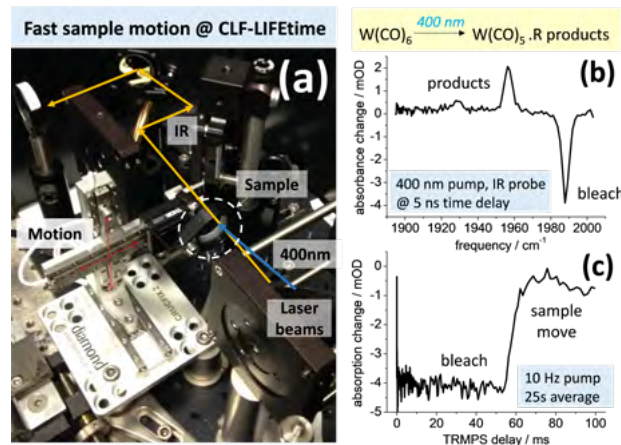 Fast sample motion @ CLF-LIFEtime
(a)
IR
Sample
Motion
400nm
Laser
beams
diamond
400 nm
W(CO)₆ → W(CO)₅ .R products
(b)
products
bleach
400 nm pump, IR probe
@ 5 ns time delay
absorbance change / mOD
2
1
0
-1
-2
-3
-4
1900 1920 1940 1960 1980 2000
frequency / cm⁻¹
(c)
sample
move
bleach
10 Hz pump
25s average
absorption change / mOD
0
-1
-2
-3
-4
-5
0 20 40 60 80 100
TRMPS delay / ms